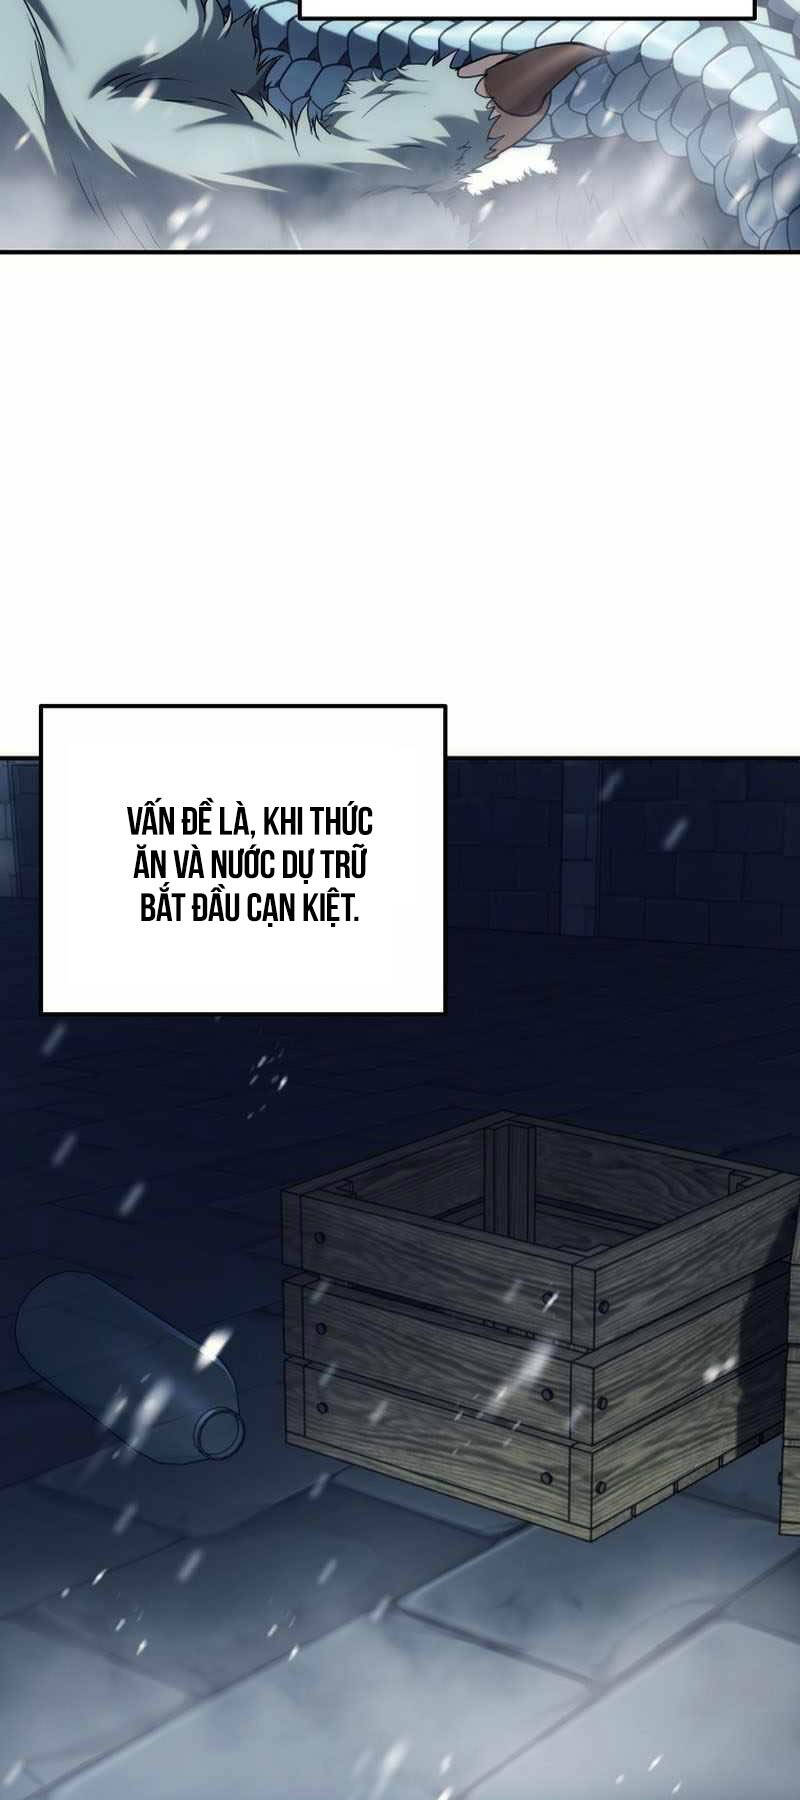 VẤN ĐỀ LÀ, KHI THỨC
ĂN VÀ NƯỚC DỰ TRỮ
BẮT ĐẦU CẠN KIỆT.